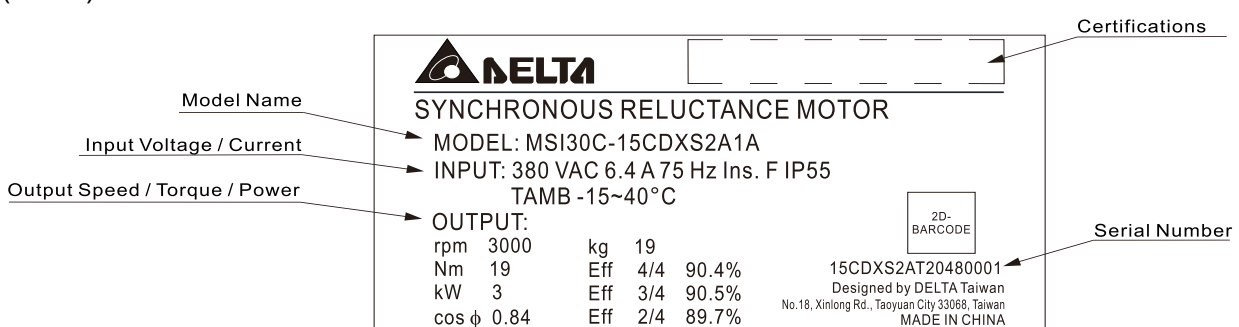 Certifications
DELTA
SYNCHRONOUS RELUCTANCE MOTOR
Model Name
MODEL: MSI30C-15CDXS2A1A
Input Voltage / Current
INPUT: 380 VAC 6.4 A 75 Hz Ins. F IP55
TAMB -15~40°C
Output Speed / Torque / Power
OUTPUT:
rpm 3000 kg 19
Nm 19 Eff 4/4 90.4%
kW 3 Eff 3/4 90.5%
cos ϕ 0.84 Eff 2/4 89.7%
2D-
BARCODE
Serial Number
15CDXS2AT20480001
Designed by DELTA Taiwan
No.18, Xinlong Rd., Taoyuan City 33068, Taiwan
MADE IN CHINA